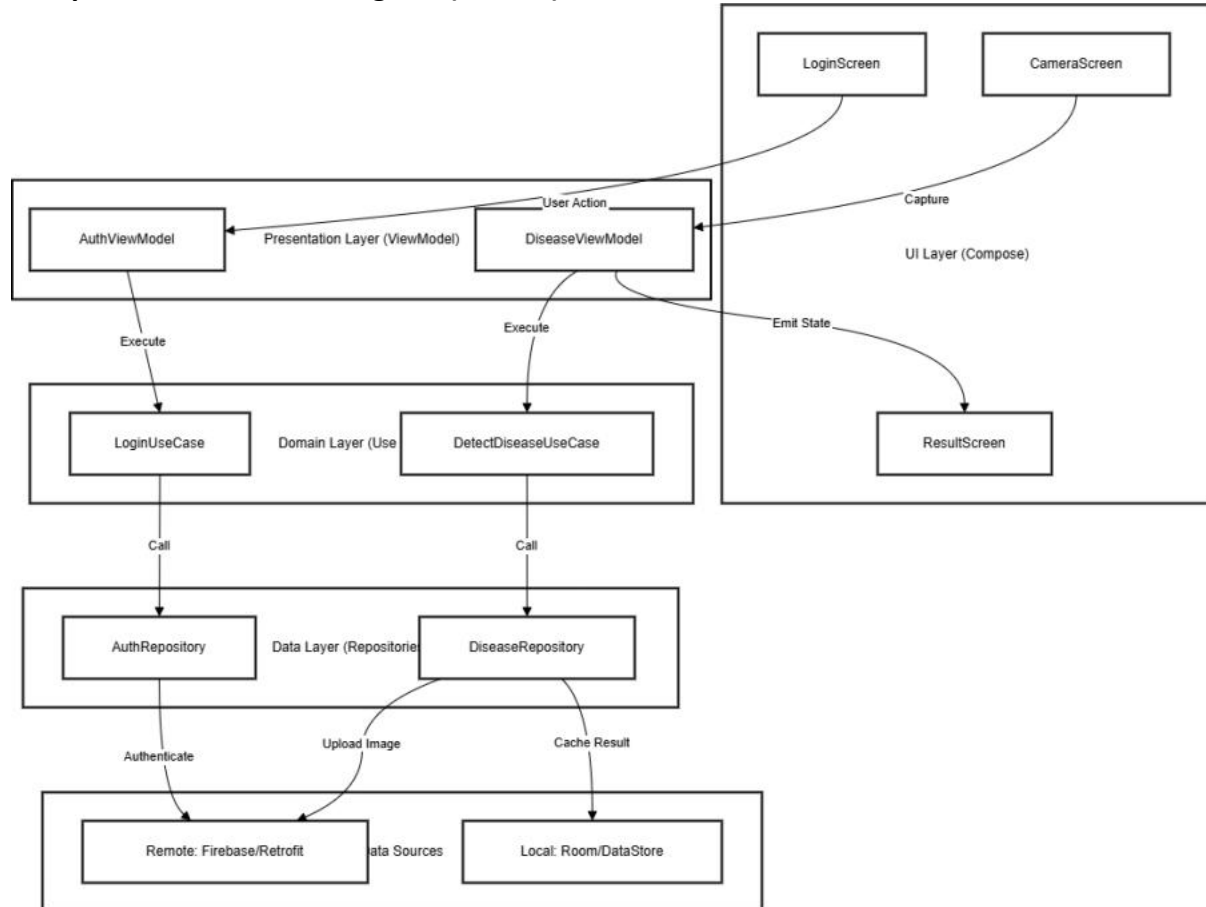 LoginScreen
CameraScreen
User Action
Capture
AuthViewModel
Presentation Layer (ViewModel)
DiseaseViewModel
UI Layer (Compose)
Emit State
Execute
Execute
LoginUseCase
Domain Layer (Use
DetectDiseaseUseCase
ResultScreen
Call
Call
AuthRepository
Data Layer (Repositorie
DiseaseRepository
Authenticate
Upload Image
Cache Result
Remote: Firebase/Retrofit
ata Sources
Local: Room/DataStore